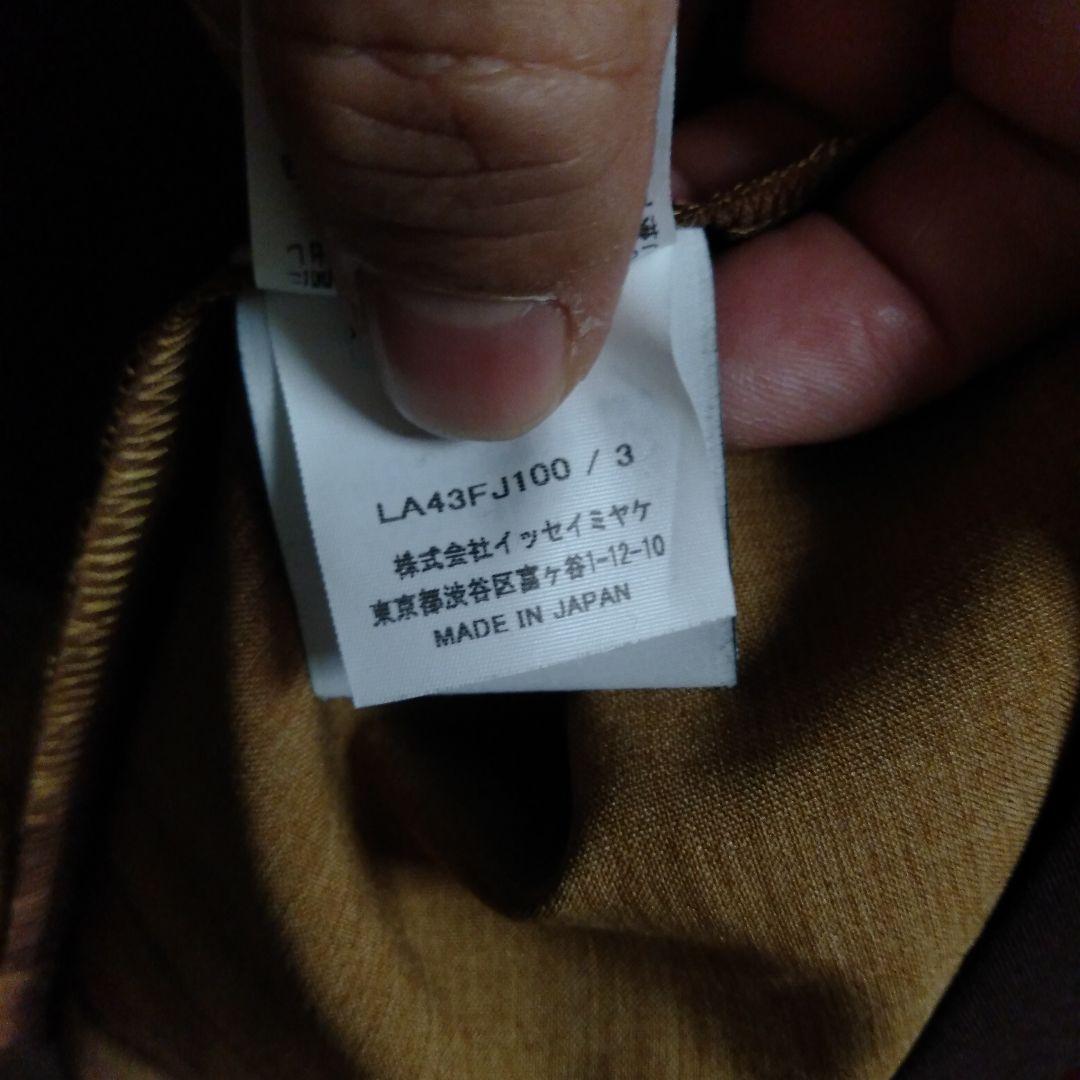 LA43FJ100 / 3
株式会社イッセイミヤケ
東京都渋谷区富ヶ谷1-12-10
MADE IN JAPAN